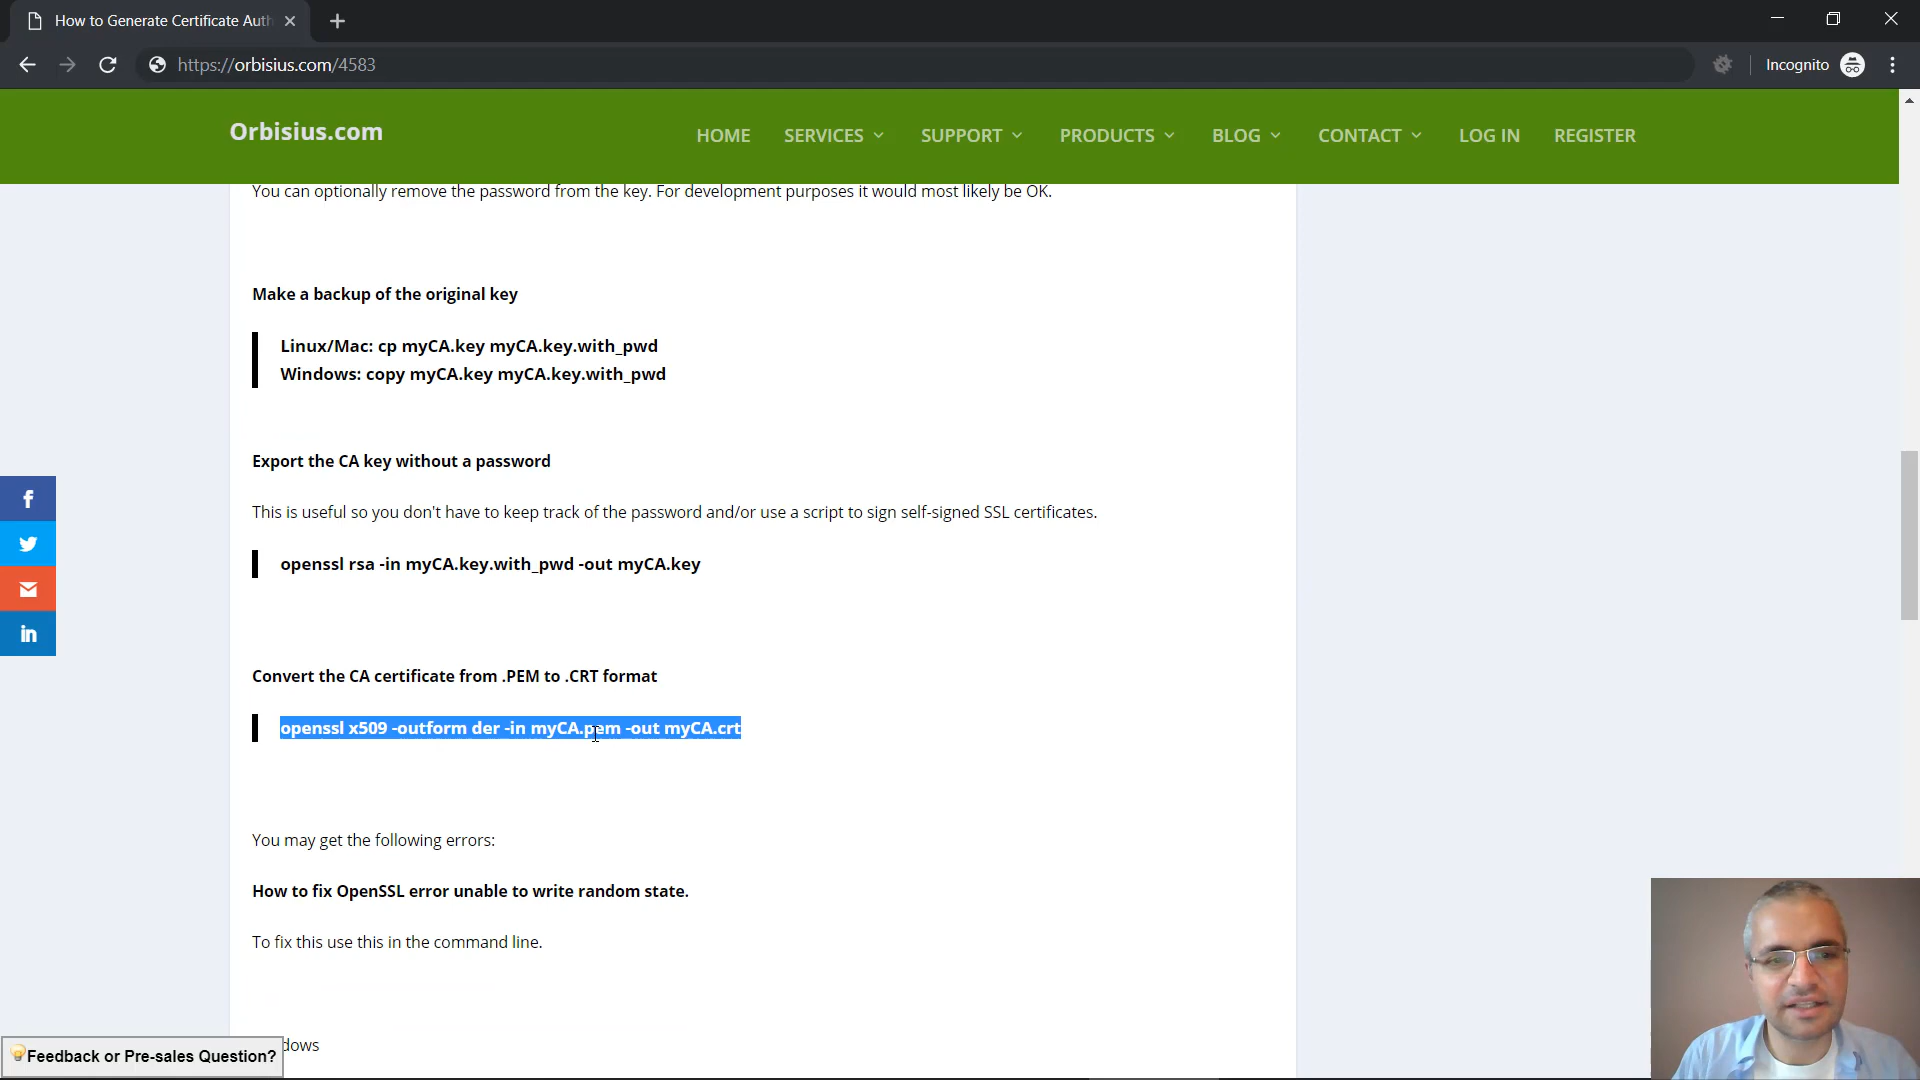 How to Generate Certificate Auth
https://orbisius.com/4583
Incognito
Orbisius.com
HOME SERVICES SUPPORT PRODUCTS BLOG CONTACT LOG IN REGISTER
You can optionally remove the password from the key. For development purposes it would most likely be OK.
Make a backup of the original key
Linux/Mac: cp myCA.key myCA.key.with_pwd
Windows: copy myCA.key myCA.key.with_pwd
Export the CA key without a password
This is useful so you don't have to keep track of the password and/or use a script to sign self-signed SSL certificates.
openssl rsa -in myCA.key.with_pwd -out myCA.key
Convert the CA certificate from .PEM to .CRT format
openssl x509 -outform der -in myCA.pem -out myCA.crt
You may get the following errors:
How to fix OpenSSL error unable to write random state.
To fix this use this in the command line.
dows
Feedback or Pre-sales Question?